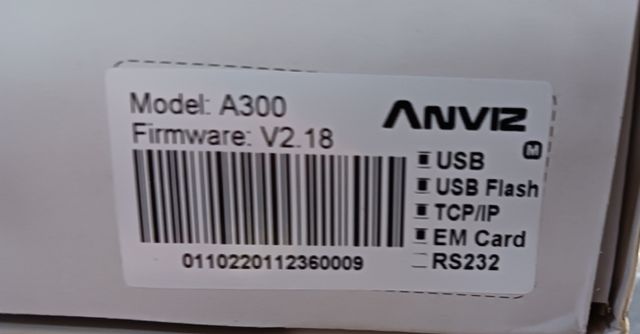 Model: A300
Firmware: V2.18
0110220112360009
ANVIZ
M
USB
USB Flash
TCP/IP
EM Card
RS232